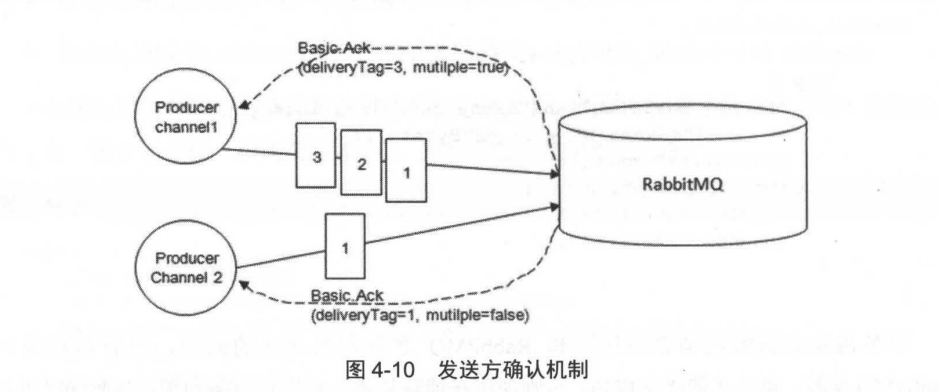 Basic.Ack
(deliveryTag=3, mutilple=true)
Producer
channel1
3
2
1
RabbitMQ
1
Producer
Channel 2
Basic.Ack
(deliveryTag=1, mutilple=false)
图 4-10 发送方确认机制